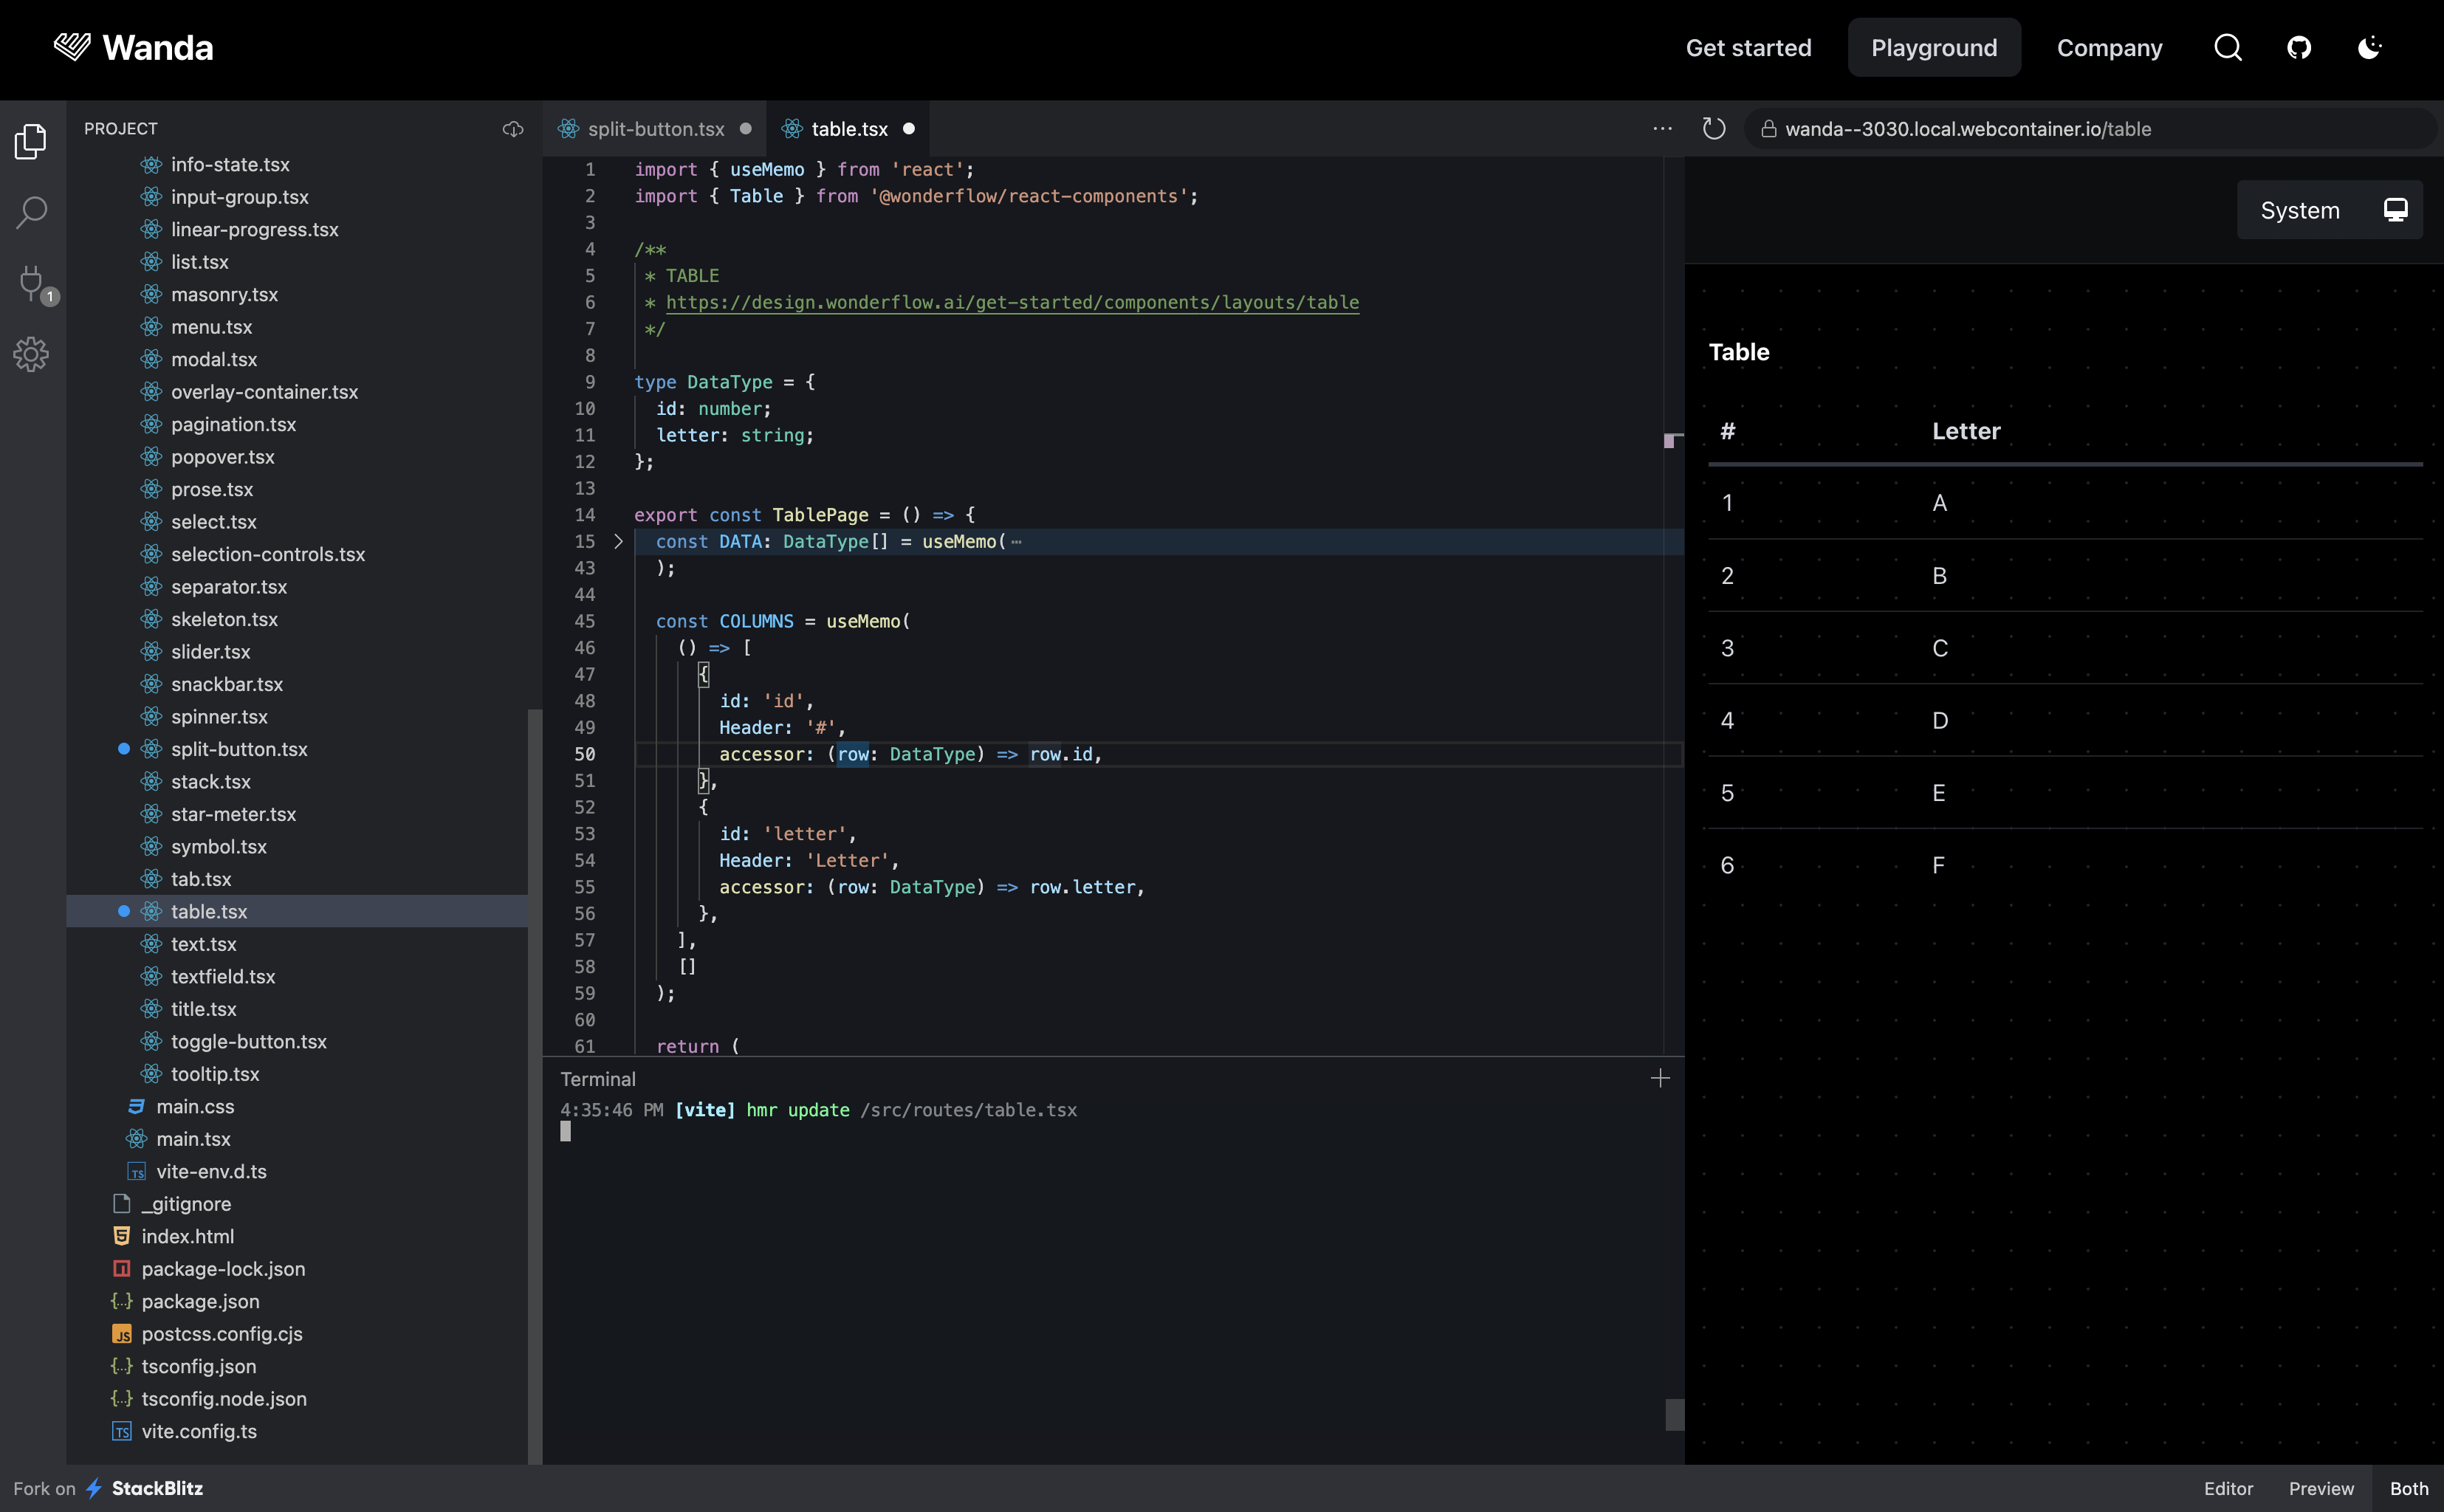 Wanda
Get started
Playground
Company
PROJECT
info-state.tsx
input-group.tsx
linear-progress.tsx
list.tsx
masonry.tsx
menu.tsx
modal.tsx
overlay-container.tsx
pagination.tsx
popover.tsx
prose.tsx
select.tsx
selection-controls.tsx
separator.tsx
skeleton.tsx
slider.tsx
snackbar.tsx
spinner.tsx
split-button.tsx
stack.tsx
star-meter.tsx
symbol.tsx
tab.tsx
table.tsx
text.tsx
textfield.tsx
title.tsx
toggle-button.tsx
tooltip.tsx
main.css
main.tsx
TS vite-env.d.ts
_gitignore
index.html
package-lock.json
{...} package.json
JS postcss.config.cjs
{...} tsconfig.json
{...} tsconfig.node.json
TS vite.config.ts
1
split-button.tsx
table.tsx
1 import { useMemo } from 'react';
2 import { Table } from '@wonderflow/react-components';
3
4 /**
5 * TABLE
6 * https://design.wonderflow.ai/get-started/components/layouts/table
7 */
8
9 type DataType = {
10 id: number;
11 letter: string;
12 };
13
14 export const TablePage = () => {
15 const DATA: DataType[] = useMemo(⋯
43 );
44
45 const COLUMNS = useMemo(
46 () => [
47 {
48 id: 'id',
49 Header: '#',
50 accessor: (row: DataType) => row.id,
51 },
52 {
53 id: 'letter',
54 Header: 'Letter',
55 accessor: (row: DataType) => row.letter,
56 },
57 ],
58 []
59 );
60
61 return (
Terminal
4:35:46 PM [vite] hmr update /src/routes/table.tsx
wanda--3030.local.webcontainer.io/table
System
Table
# Letter
1 A
2 B
3 C
4 D
5 E
6 F
Fork on StackBlitz
Editor
Preview
Both